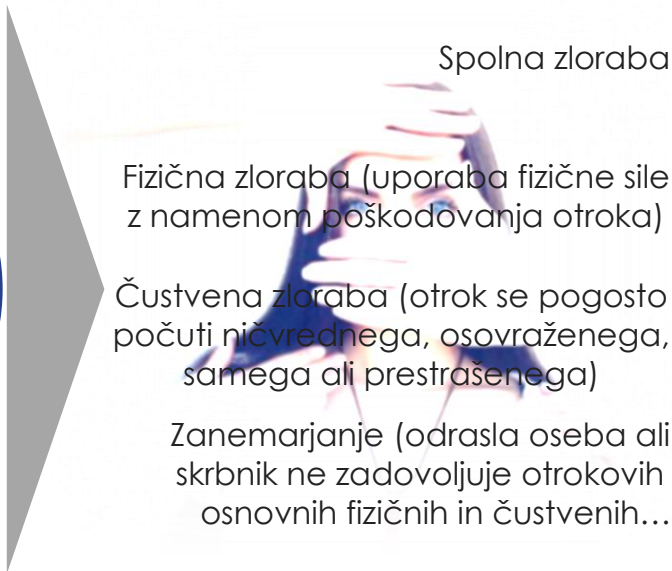 Spolna zloraba
Fizična zloraba (uporaba fizične sile
z namenom poškodovanja otroka)
Čustvena zloraba (otrok se pogosto
počuti ničvrednega, osovraženega,
samega ali prestrašenega)
Zanemarjanje (odrasla oseba ali
skrbnik ne zadovoljuje otrokovih
osnovnih fizičnih in čustvenih…